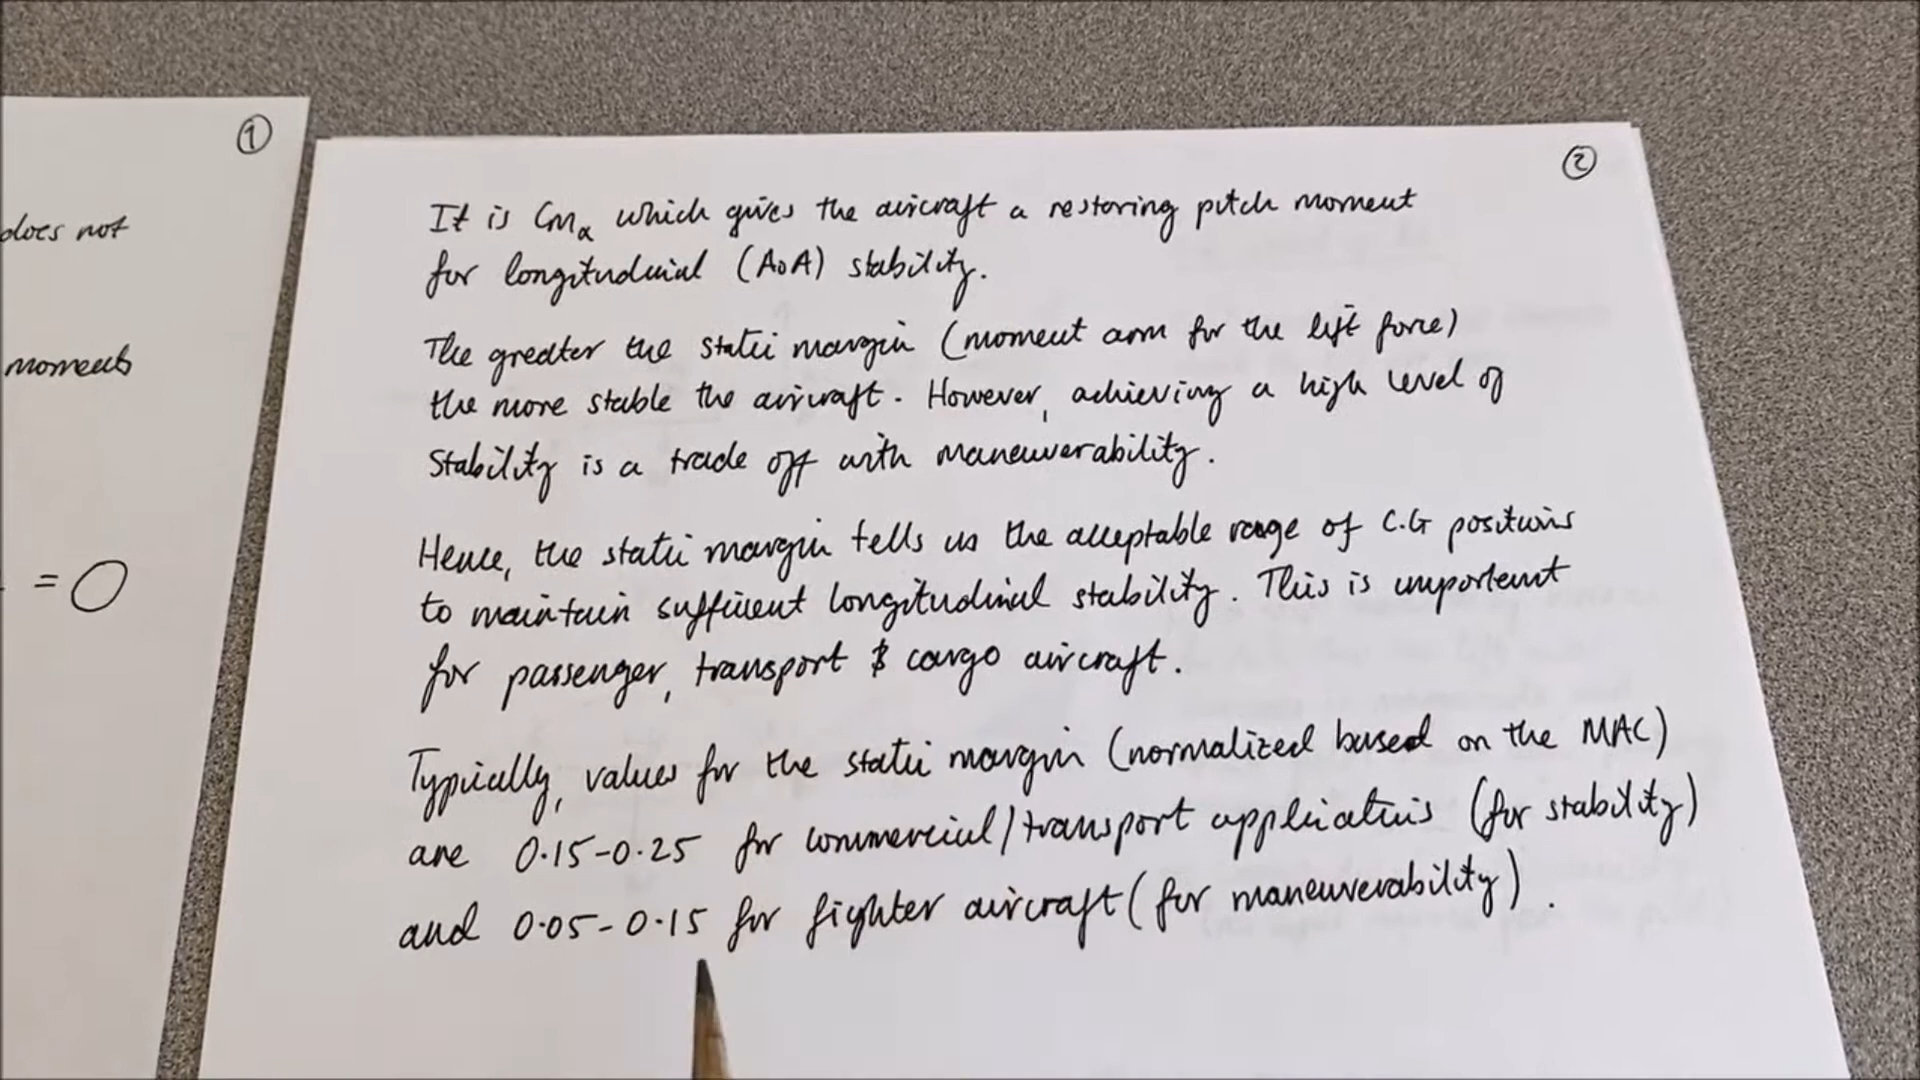 ①
does not
moments
= 0
②
It is Cmα which gives the aircraft a restoring pitch moment
for longitudinal (AoA) stability.
The greater the static margin (moment arm for the lift force)
the more stable the aircraft. However, achieving a high level of
stability is a trade off with maneuverability.
Hence, the static margin tells us the acceptable range of C.G positions
to maintain sufficient longitudinal stability. This is important
for passenger, transport & cargo aircraft.
Typically, values for the static margin (normalized based on the MAC)
are 0.15-0.25 for commercial/transport applications (for stability)
and 0.05-0.15 for fighter aircraft (for maneuverability).